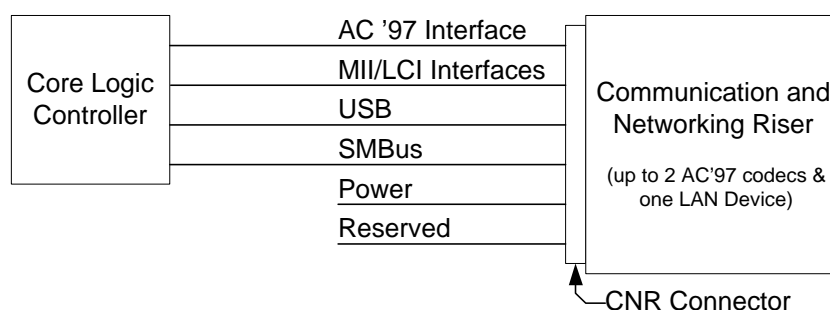 Core Logic
Controller
AC ’97 Interface
MII/LCI Interfaces
USB
SMBus
Power
Reserved
Communication and
Networking Riser
(up to 2 AC’97 codecs &
one LAN Device)
CNR Connector